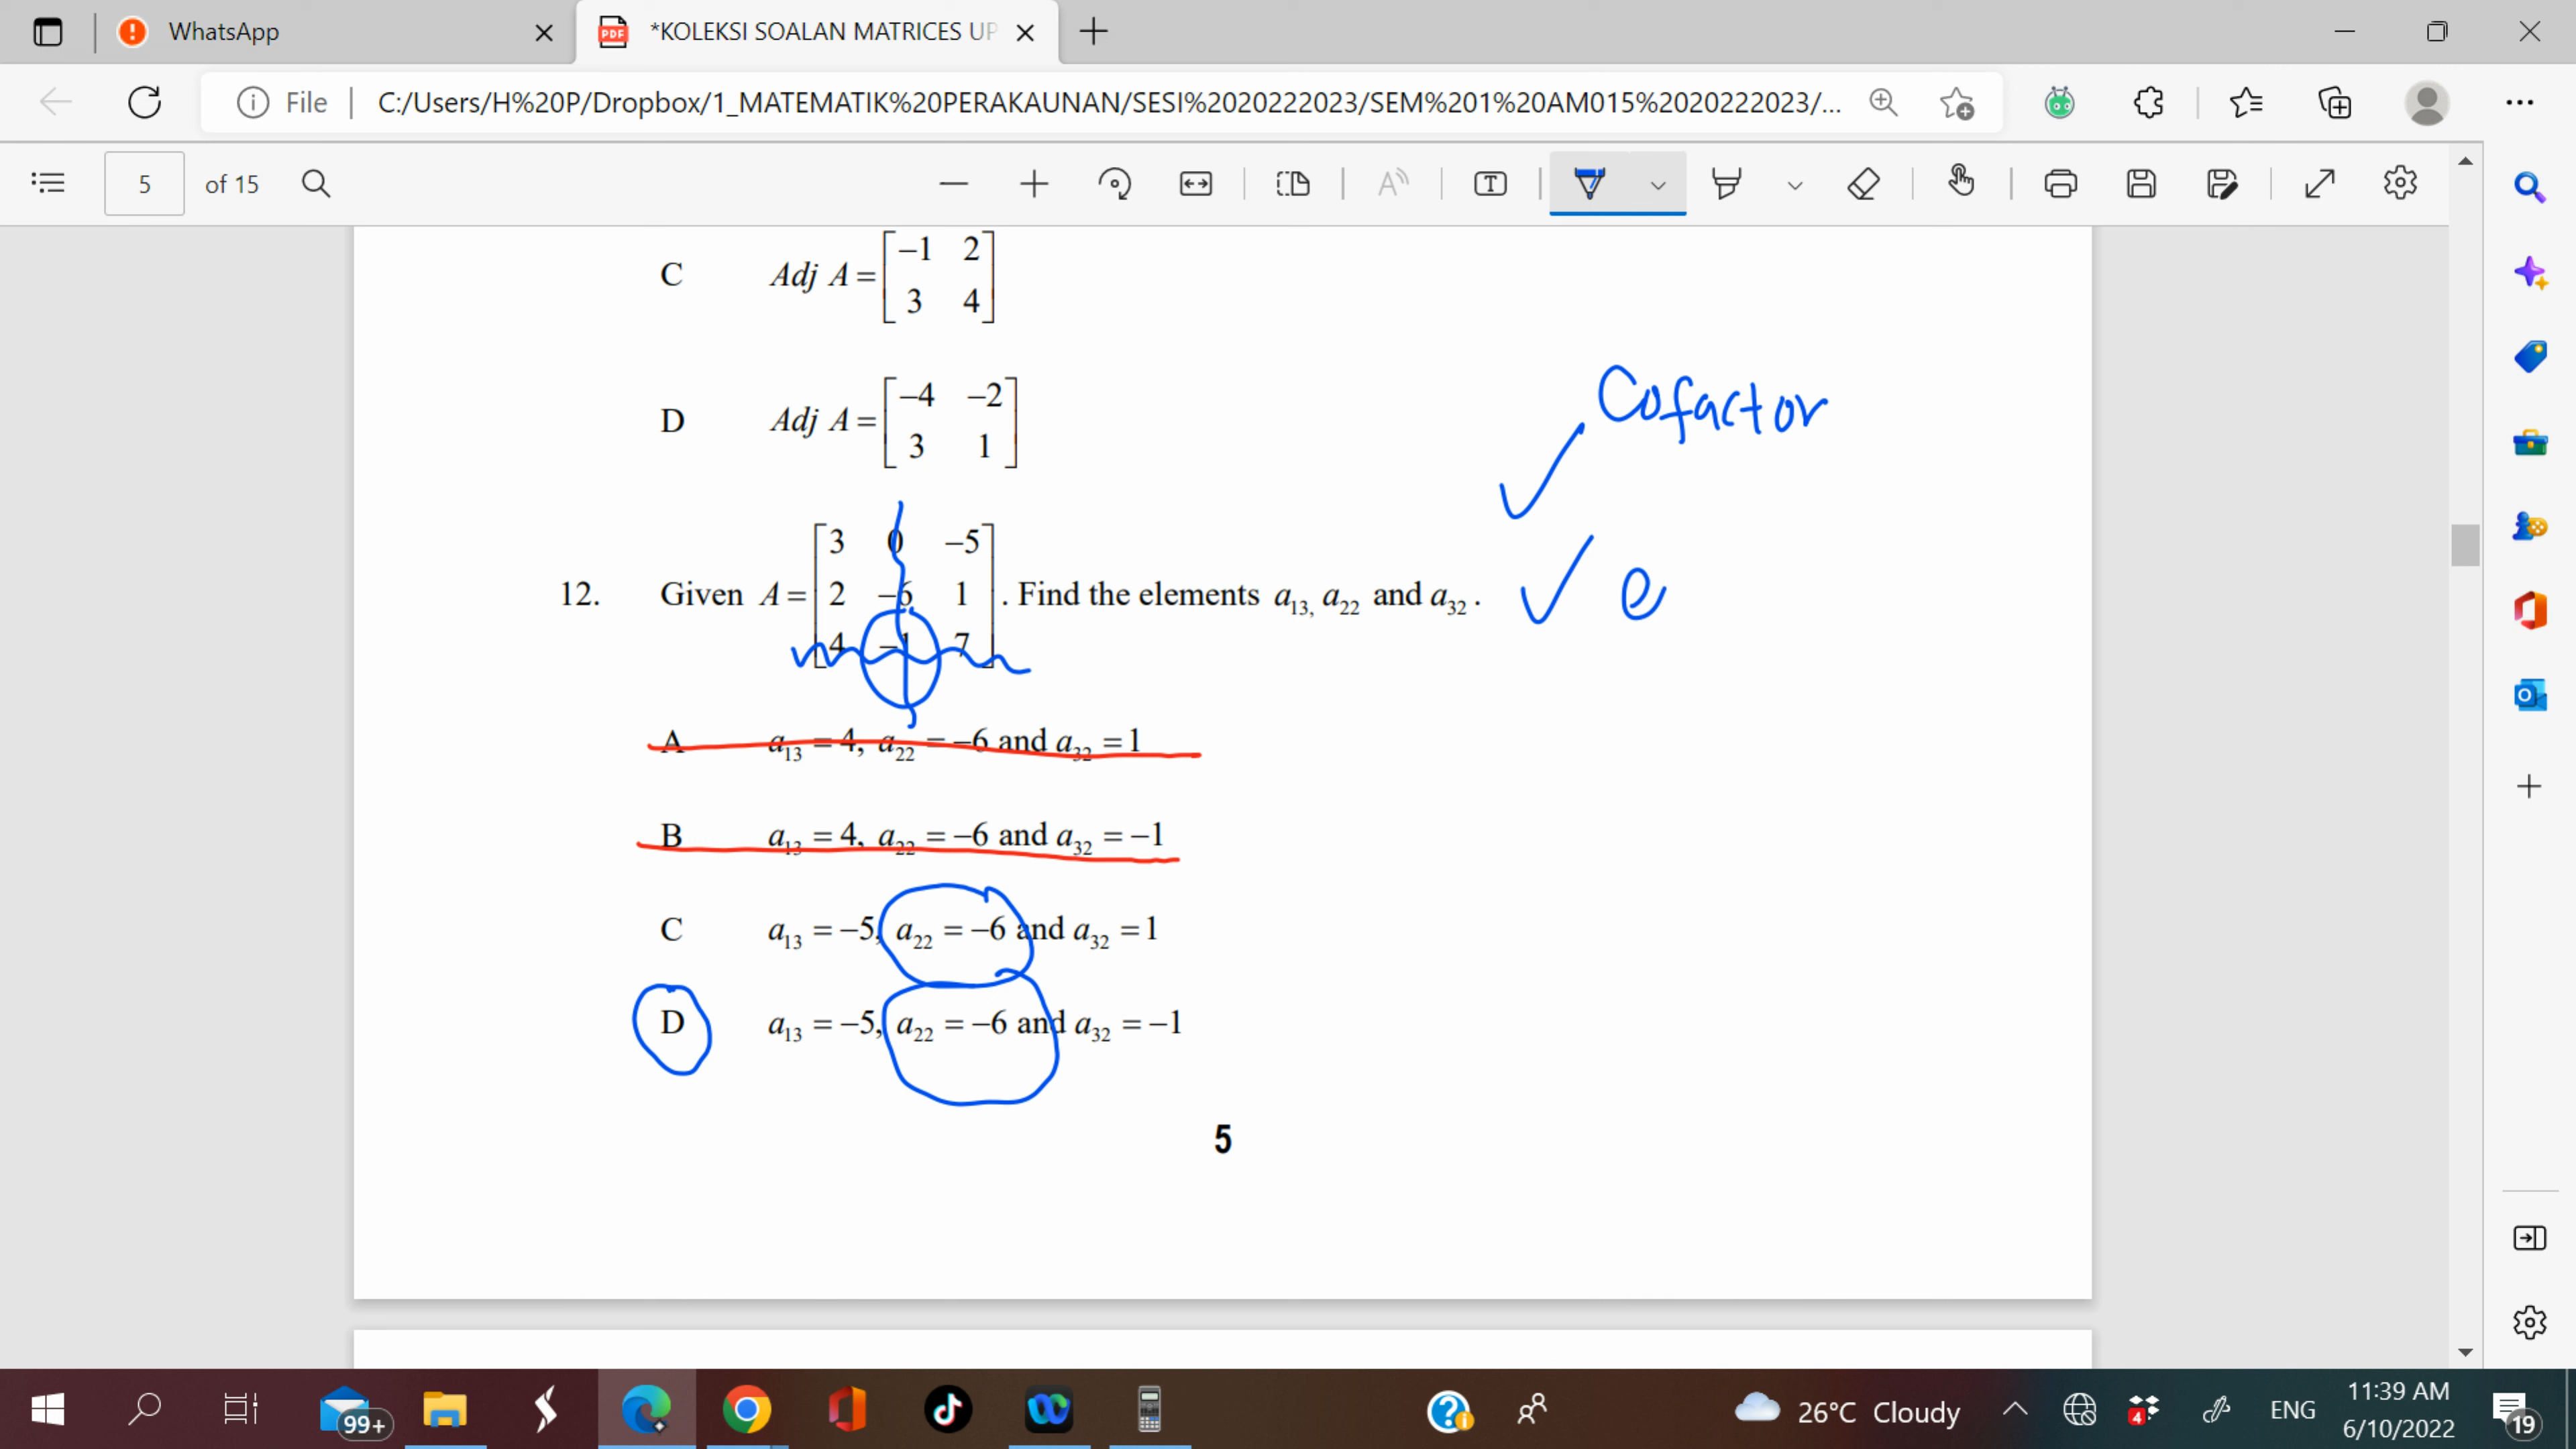 WhatsApp
*KOLEKSI SOALAN MATRICES UP
File
C:/Users/H%20P/Dropbox/1_MATEMATIK%20PERAKAUNAN/SESI%2020222023/SEM%201%20AM015%2020222023/...
5
of 15
C Adj A = [−1 2
3 4]
D Adj A = [−4 −2
3 1]
Cofactor
[3 0 −5
12. Given A = 2 −6 1 . Find the elements a13, a22 and a32 .
4 −1 7]
e
A a13 = 4, a22 = −6 and a32 = 1
B a13 = 4, a22 = −6 and a32 = −1
C a13 = −5, a22 = −6 and a32 = 1
D a13 = −5, a22 = −6 and a32 = −1
5
99+
26°C Cloudy
4
ENG
11:39 AM
6/10/2022
19